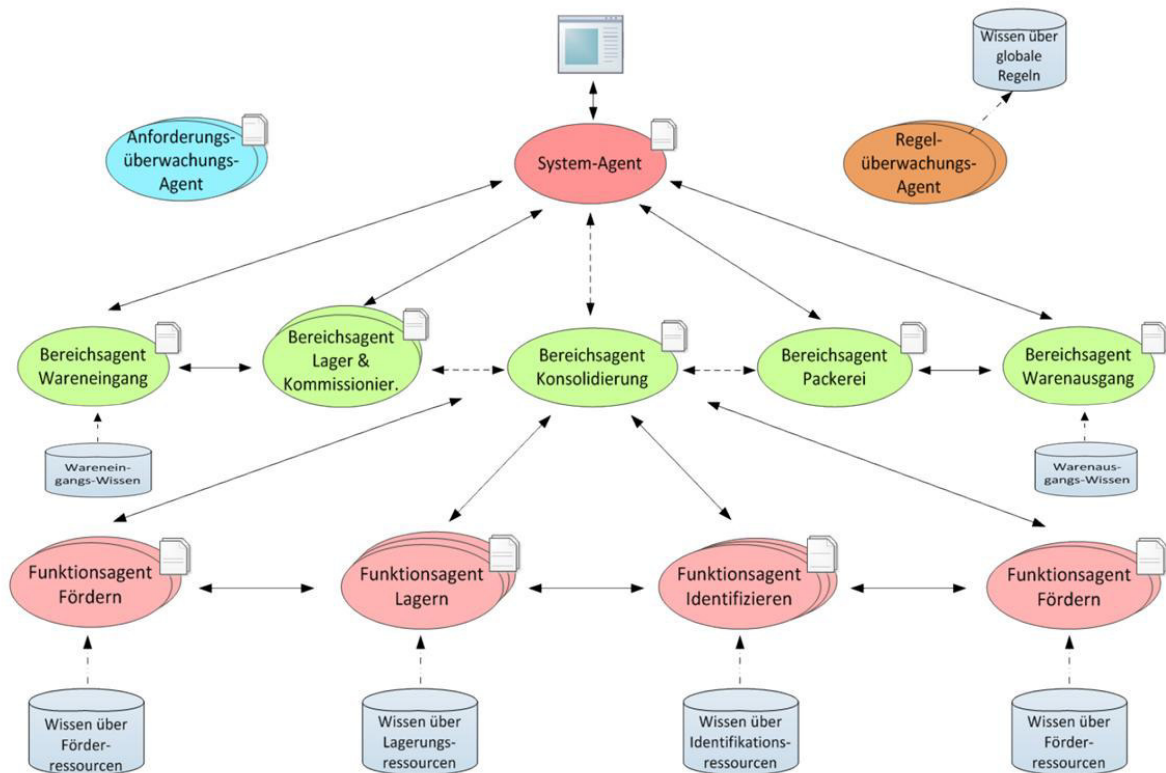 Wissen über
globale
Regeln
Anforderungs-
überwachungs-
Agent
System-Agent
Regel-
überwachungs-
Agent
Bereichsagent
Wareneingang
Bereichsagent
Lager &
Kommissionier.
Bereichsagent
Konsolidierung
Bereichsagent
Packerei
Bereichsagent
Warenausgang
Warenein-
gangs-Wissen
Warenaus-
gangs-Wissen
Funktionsagent
Fördern
Funktionsagent
Lagern
Funktionsagent
Identifizieren
Funktionsagent
Fördern
Wissen über
Förder-
ressourcen
Wissen über
Lagerungs-
ressourcen
Wissen über
Identifikations-
ressourcen
Wissen über
Förder-
ressourcen